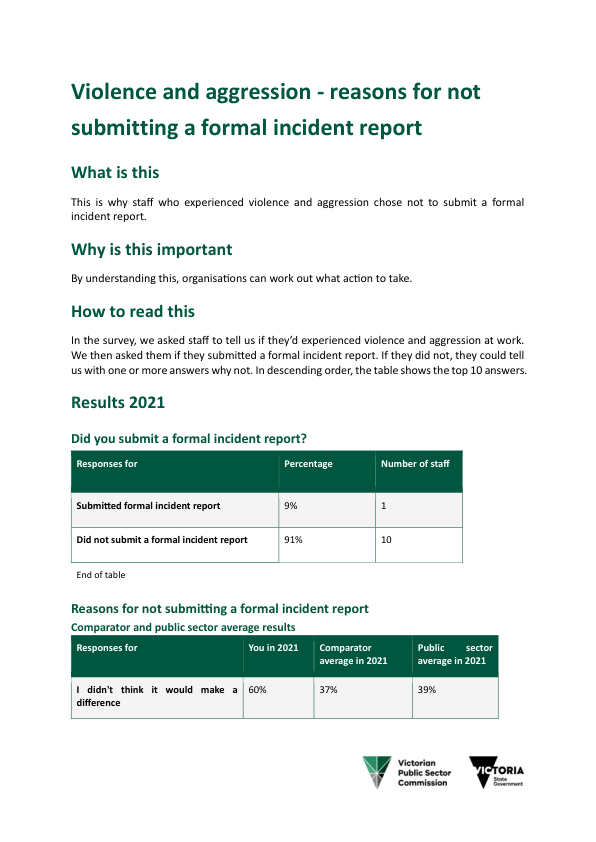 Violence and aggression - reasons for not
submitting a formal incident report
What is this
This is why staff who experienced violence and aggression chose not to submit a formal
incident report.
Why is this important
By understanding this, organisations can work out what action to take.
How to read this
In the survey, we asked staff to tell us if they'd experienced violence and aggression at work.
We then asked them if they submitted a formal incident report. If they did not, they could tell
us with one or more answers why not. In descending order, the table shows the top 10 answers.
Results 2021
Did you submit a formal incident report?
Responses for Percentage Number of staff
Submitted formal incident report 9% 1
Did not submit a formal incident report 91% 10
End of table
Reasons for not submitting a formal incident report
Comparator and public sector average results
Responses for You in 2021 Comparator Public sector
average in 2021 average in 2021
I didn't think it would make a 60% 37% 39%
difference
Victorian
Public Sector
Commission
VICTORIA
State
Government